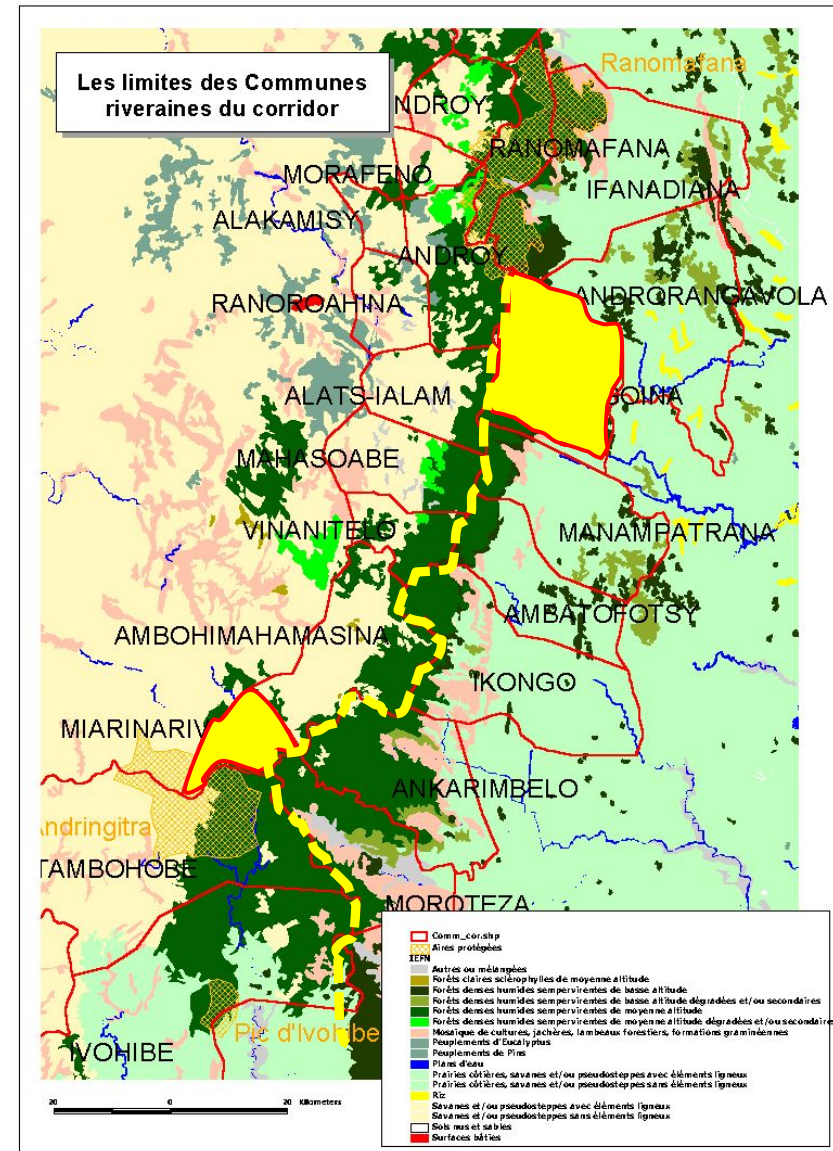 Les limites des Communes
riveraines du corridor
Ranomafana
NDROY
RANOMAFANA
MORAFENO
IFANADIANA
ALAKAMISY
ANDROY
RANOROAHINA
ANDRORANGAVOLA
ALATS-IALAM
OINA
MAHASOABE
VINANITELO
MANAMPATRANA
AMBATOFOTSY
AMBOHIMAHAMASINA
IKONGO
MIARINARIV
ANKARIMBELO
Andringitra
TAMBOHOBE
MOROTEZA
Pic d'Ivohibe
IVOHIBE
20 0 20 Kilometers
Comm_cor.shp
Aires protégées
IEFN
Autres ou mélangées
Forêts claires sclérophylles de moyenne altitude
Forêts denses humides sempervirentes de basse altitude
Forêts denses humides sempervirentes de basse altitude dégradées et/ou secondaires
Forêts denses humides sempervirentes de moyenne altitude
Forêts denses humides sempervirentes de moyenne altitude dégradées et/ou secondaire
Mosaïque de cultures, jachères, lambeaux forestiers, formations graminéennes
Peuplements d'Eucalyptus
Peuplements de Pins
Plans d'eau
Prairies côtières, savanes et/ou pseudosteppes avec éléments ligneux
Prairies côtières, savanes et/ou pseudosteppes sans éléments ligneux
Riz
Savanes et/ou pseudosteppes avec éléments ligneux
Savanes et/ou pseudosteppes sans éléments ligneux
Sols nus et sables
Surfaces bâties